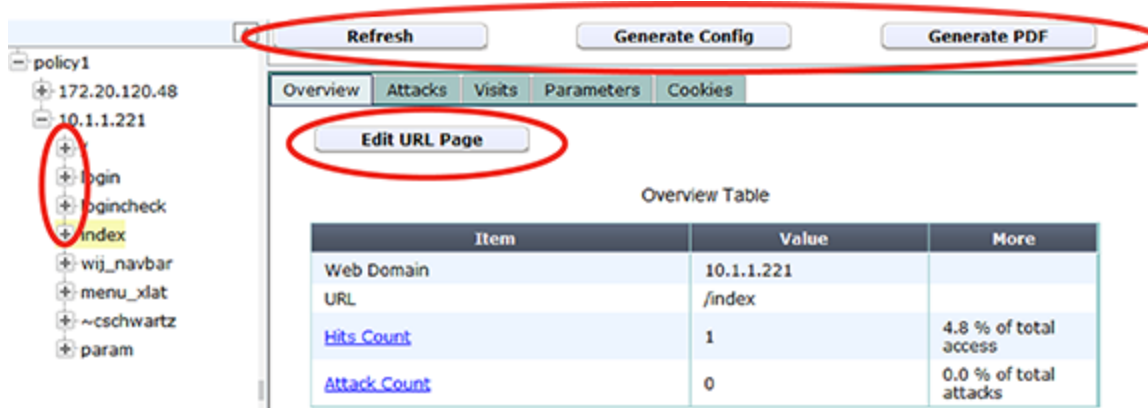 Refresh Generate Config Generate PDF
policy1
172.20.120.48
10.1.1.221
/
login
logincheck
index
wij_navbar
menu_xlat
~cschwartz
param
Overview Attacks Visits Parameters Cookies
Edit URL Page
Overview Table
Item Value More
Web Domain 10.1.1.221
URL /index
Hits Count 1 4.8 % of total
access
Attack Count 0 0.0 % of total
attacks